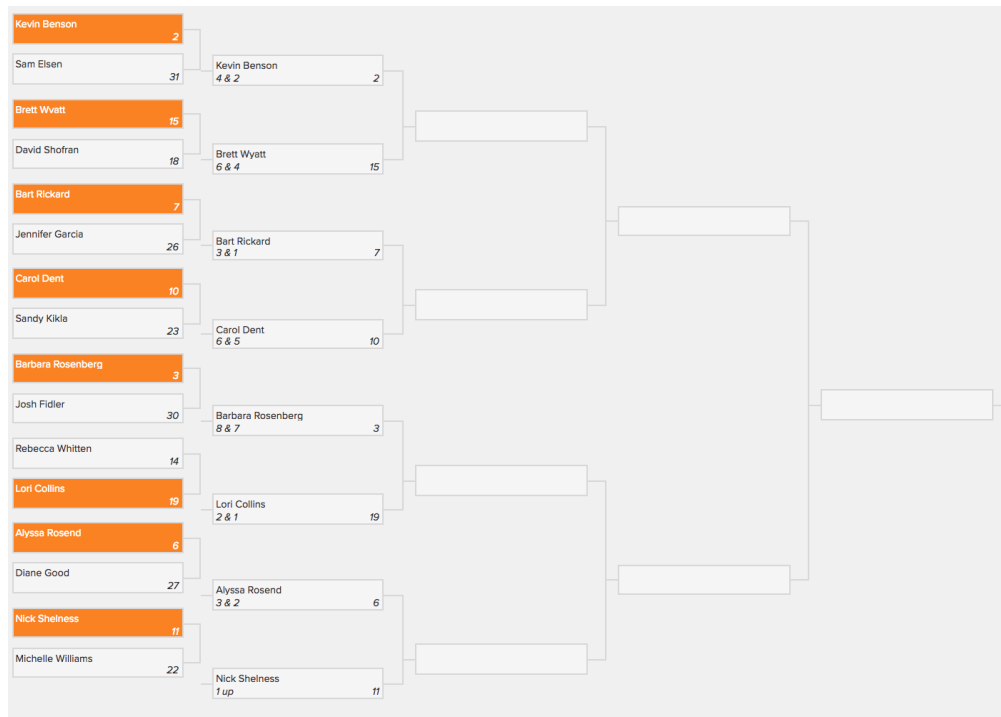 Kevin Benson
2
Sam Elsen
31
Brett Wyatt
15
David Shofran
18
Bart Rickard
7
Jennifer Garcia
26
Carol Dent
10
Sandy Kikla
23
Barbara Rosenberg
3
Josh Fidler
30
Rebecca Whitten
14
Lori Collins
19
Alyssa Rosend
6
Diane Good
27
Nick Shelness
11
Michelle Williams
22
Kevin Benson
4 & 2 2
Brett Wyatt
6 & 4 15
Bart Rickard
3 & 1 7
Carol Dent
6 & 5 10
Barbara Rosenberg
8 & 7 3
Lori Collins
2 & 1 19
Alyssa Rosend
3 & 2 6
Nick Shelness
1 up 11